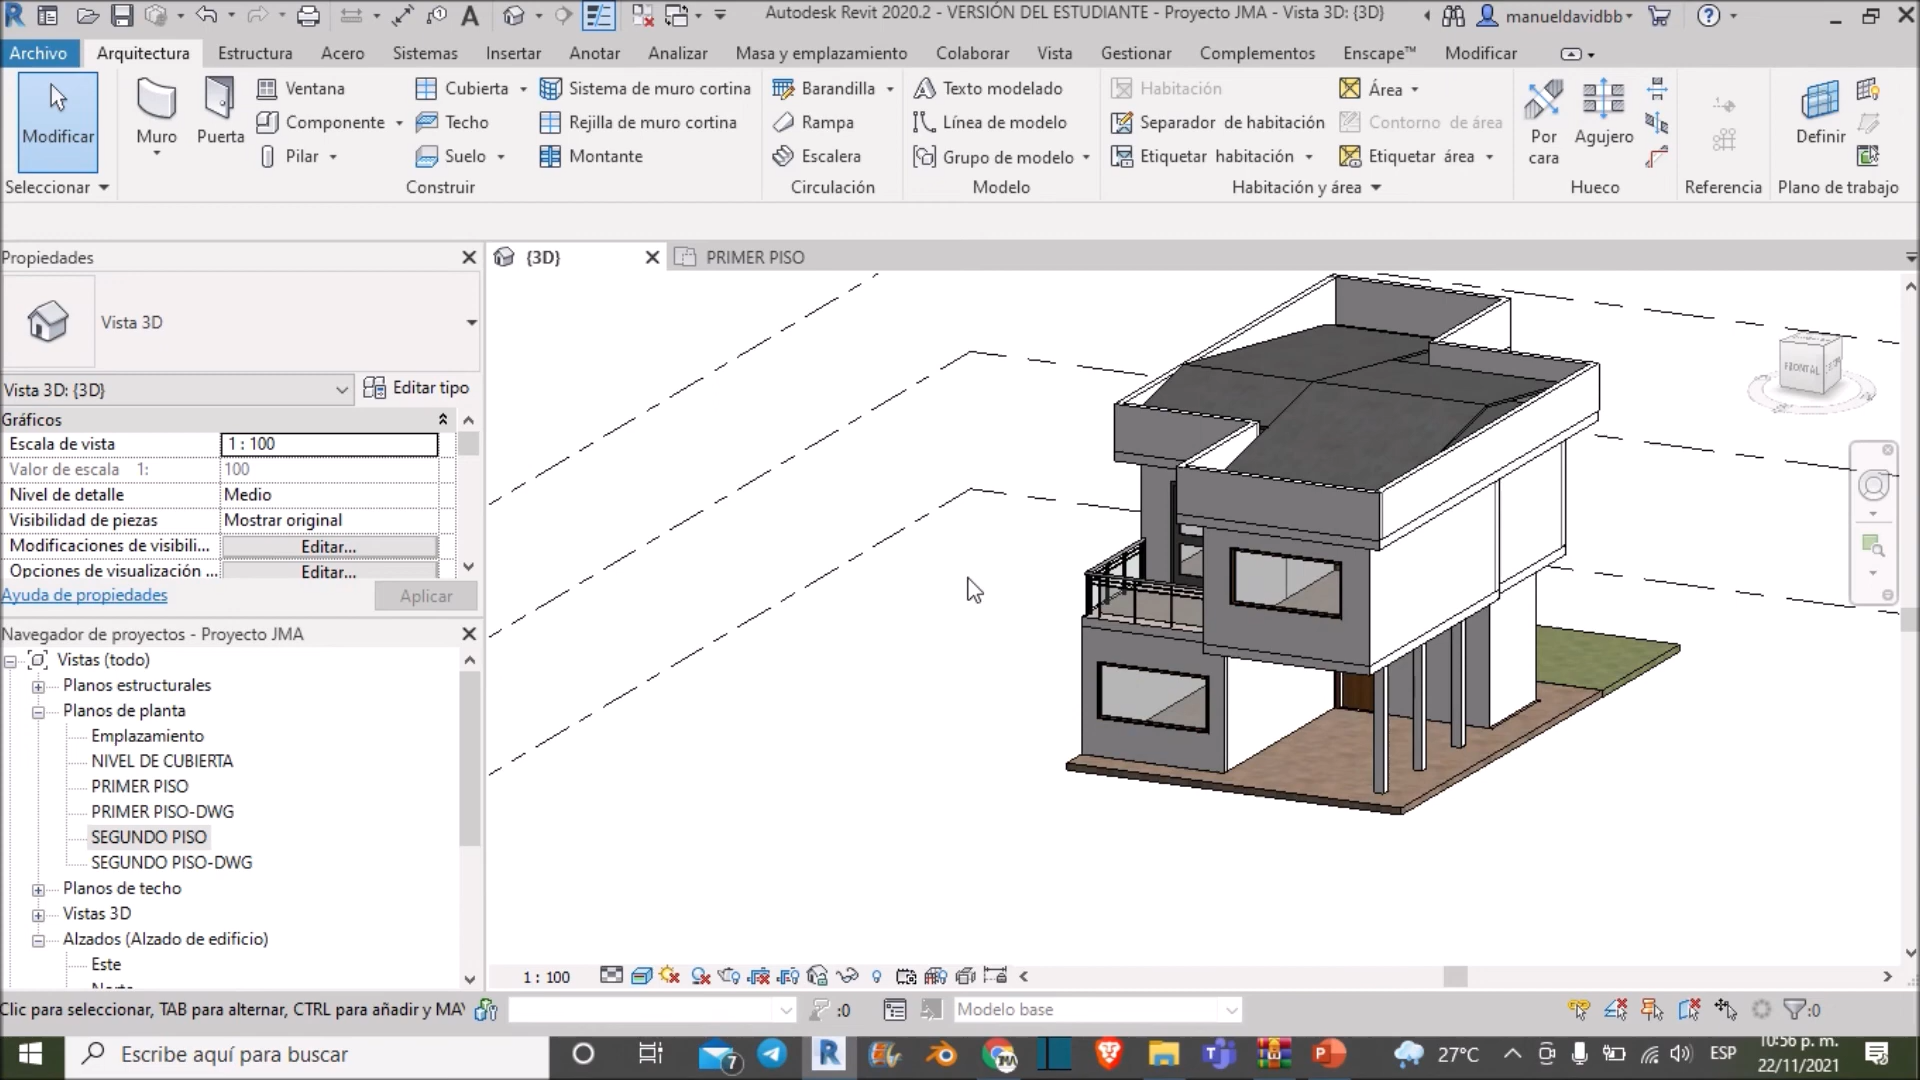 Autodesk Revit 2020.2 - VERSIÓN DEL ESTUDIANTE - Proyecto JMA - Vista 3D: {3D}
manueldavidbb
Archivo Arquitectura Estructura Acero Sistemas Insertar Anotar Analizar Masa y emplazamiento Colaborar Vista Gestionar Complementos Enscape™ Modificar
Modificar
Muro
Puerta
Ventana
Componente
Pilar
Cubierta
Techo
Suelo
Sistema de muro cortina
Rejilla de muro cortina
Montante
Barandilla
Rampa
Escalera
Texto modelado
Línea de modelo
Grupo de modelo
Habitación
Separador de habitación
Etiquetar habitación
Área
Contorno de área
Etiquetar área
Por cara
Agujero
Definir
Seleccionar Construir Circulación Modelo Habitación y área Hueco Referencia Plano de trabajo
Propiedades
{3D} PRIMER PISO
Vista 3D
Vista 3D: {3D} Editar tipo
Gráficos
Escala de vista 1 : 100
Valor de escala 1: 100
Nivel de detalle Medio
Visibilidad de piezas Mostrar original
Modificaciones de visibili... Editar...
Opciones de visualización ... Editar...
Ayuda de propiedades Aplicar
Navegador de proyectos - Proyecto JMA
Vistas (todo)
Planos estructurales
Planos de planta
Emplazamiento
NIVEL DE CUBIERTA
PRIMER PISO
PRIMER PISO-DWG
SEGUNDO PISO
SEGUNDO PISO-DWG
Planos de techo
Vistas 3D
Alzados (Alzado de edificio)
Este
FRONTAL
1 : 100
Clic para seleccionar, TAB para alternar, CTRL para añadir y MA
:0
Modelo base
:0
Escribe aquí para buscar
7
27°C
ESP
10:56 p. m.
22/11/2021